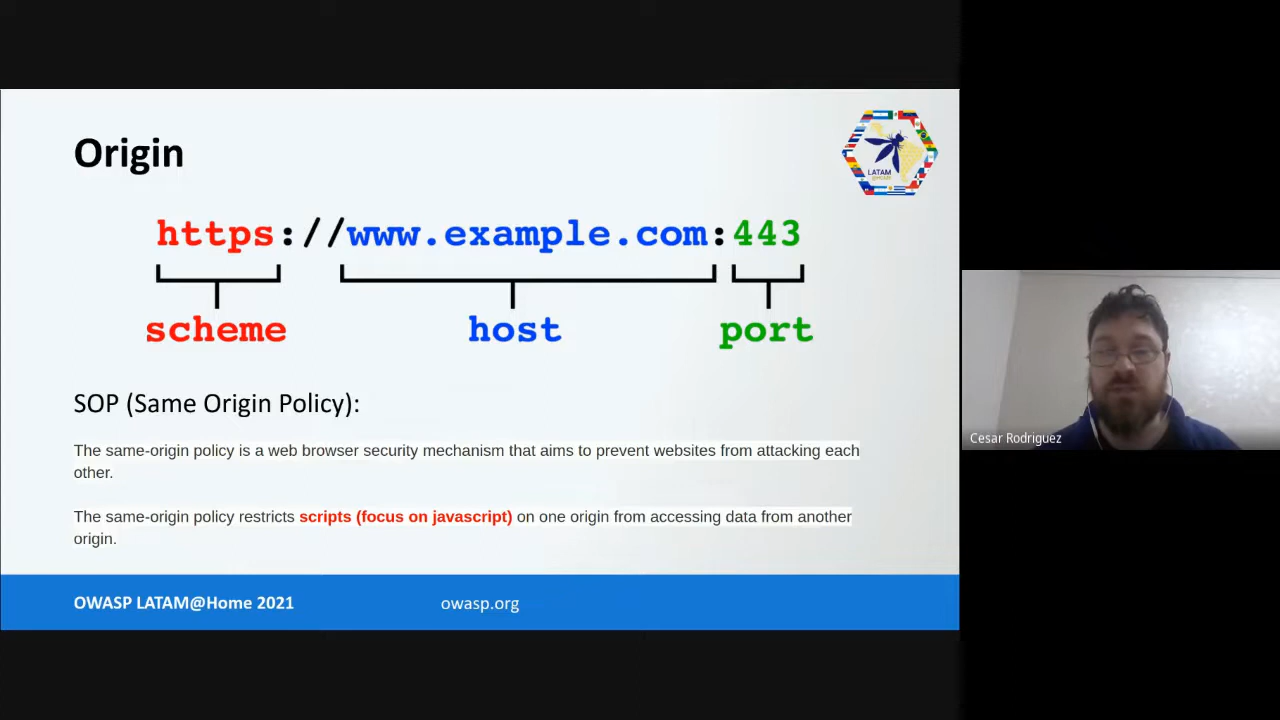 Origin
LATAM
@HOME
https://www.example.com:443
scheme host port
SOP (Same Origin Policy):
The same-origin policy is a web browser security mechanism that aims to prevent websites from attacking each
other.
The same-origin policy restricts scripts (focus on javascript) on one origin from accessing data from another
origin.
OWASP LATAM@Home 2021 owasp.org
Cesar Rodriguez